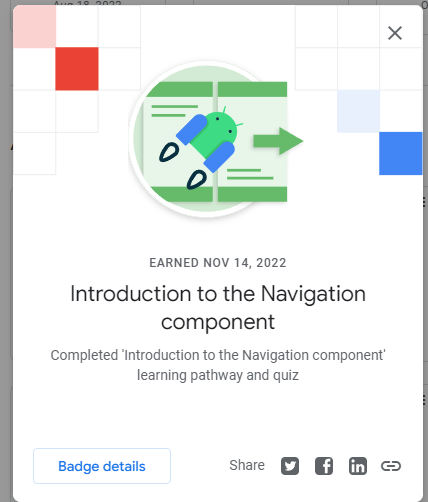 Aug 18, 2022
EARNED NOV 14, 2022
Introduction to the Navigation
component
Completed 'Introduction to the Navigation component'
learning pathway and quiz
Badge details
Share